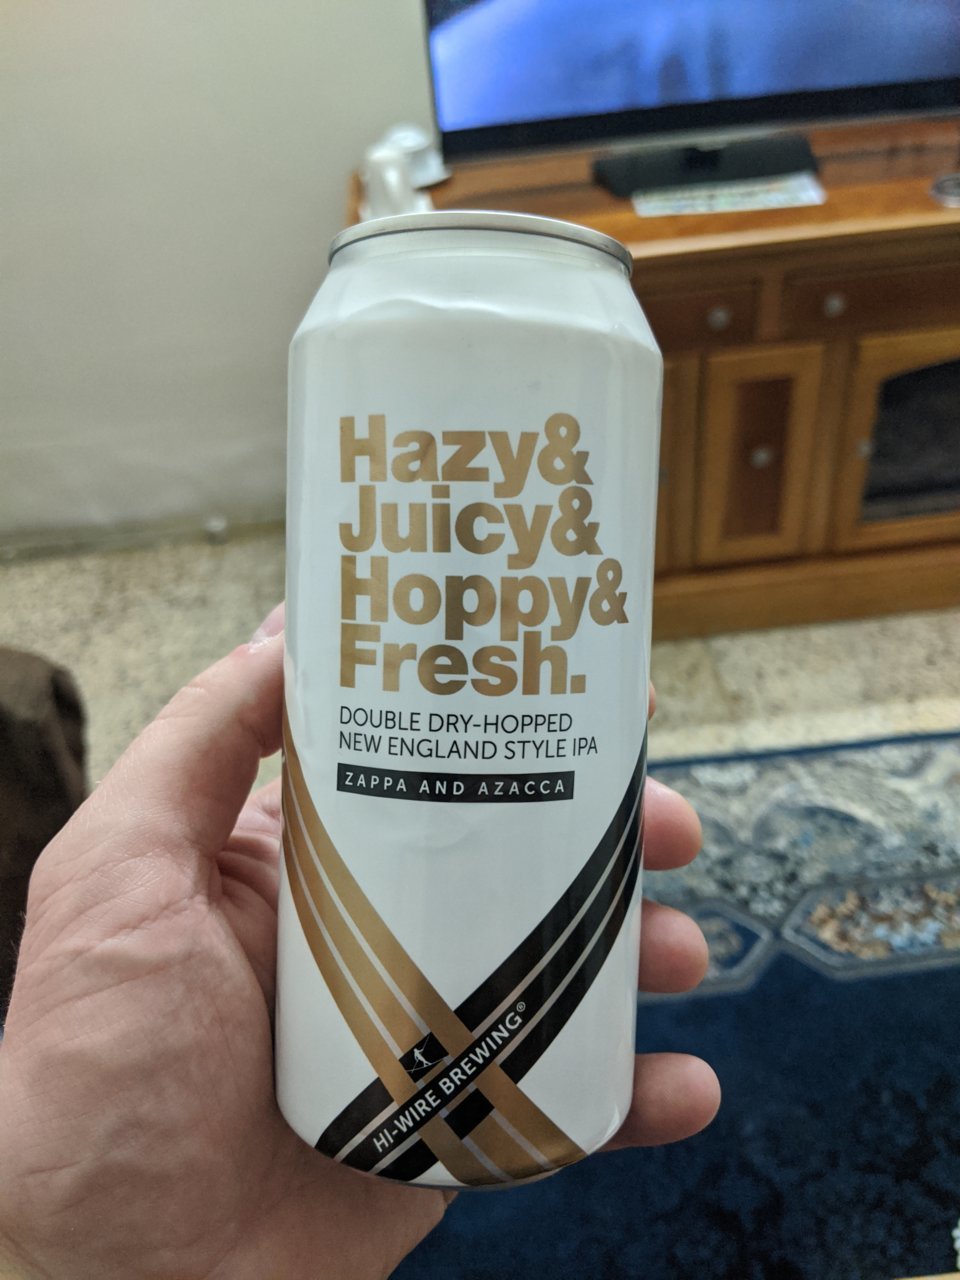 Hazy&
Juicy&
Hoppy&
Fresh.
DOUBLE DRY-HOPPED
NEW ENGLAND STYLE IPA
ZAPPA AND AZACCA
HI-WIRE BREWING®